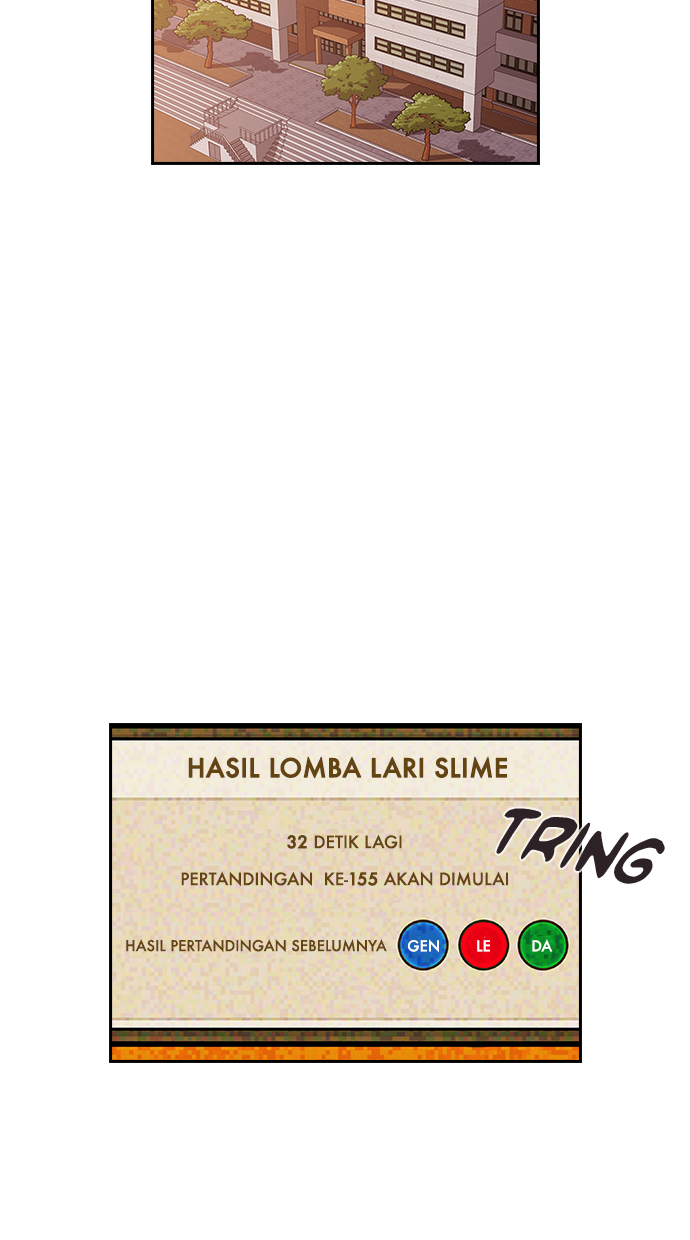 HASIL LOMBA LARI SLIME
32 DETIK LAGI
TRING
PERTANDINGAN KE-155 AKAN DIMULAI
HASIL PERTANDINGAN SEBELUMNYA GEN LE DA